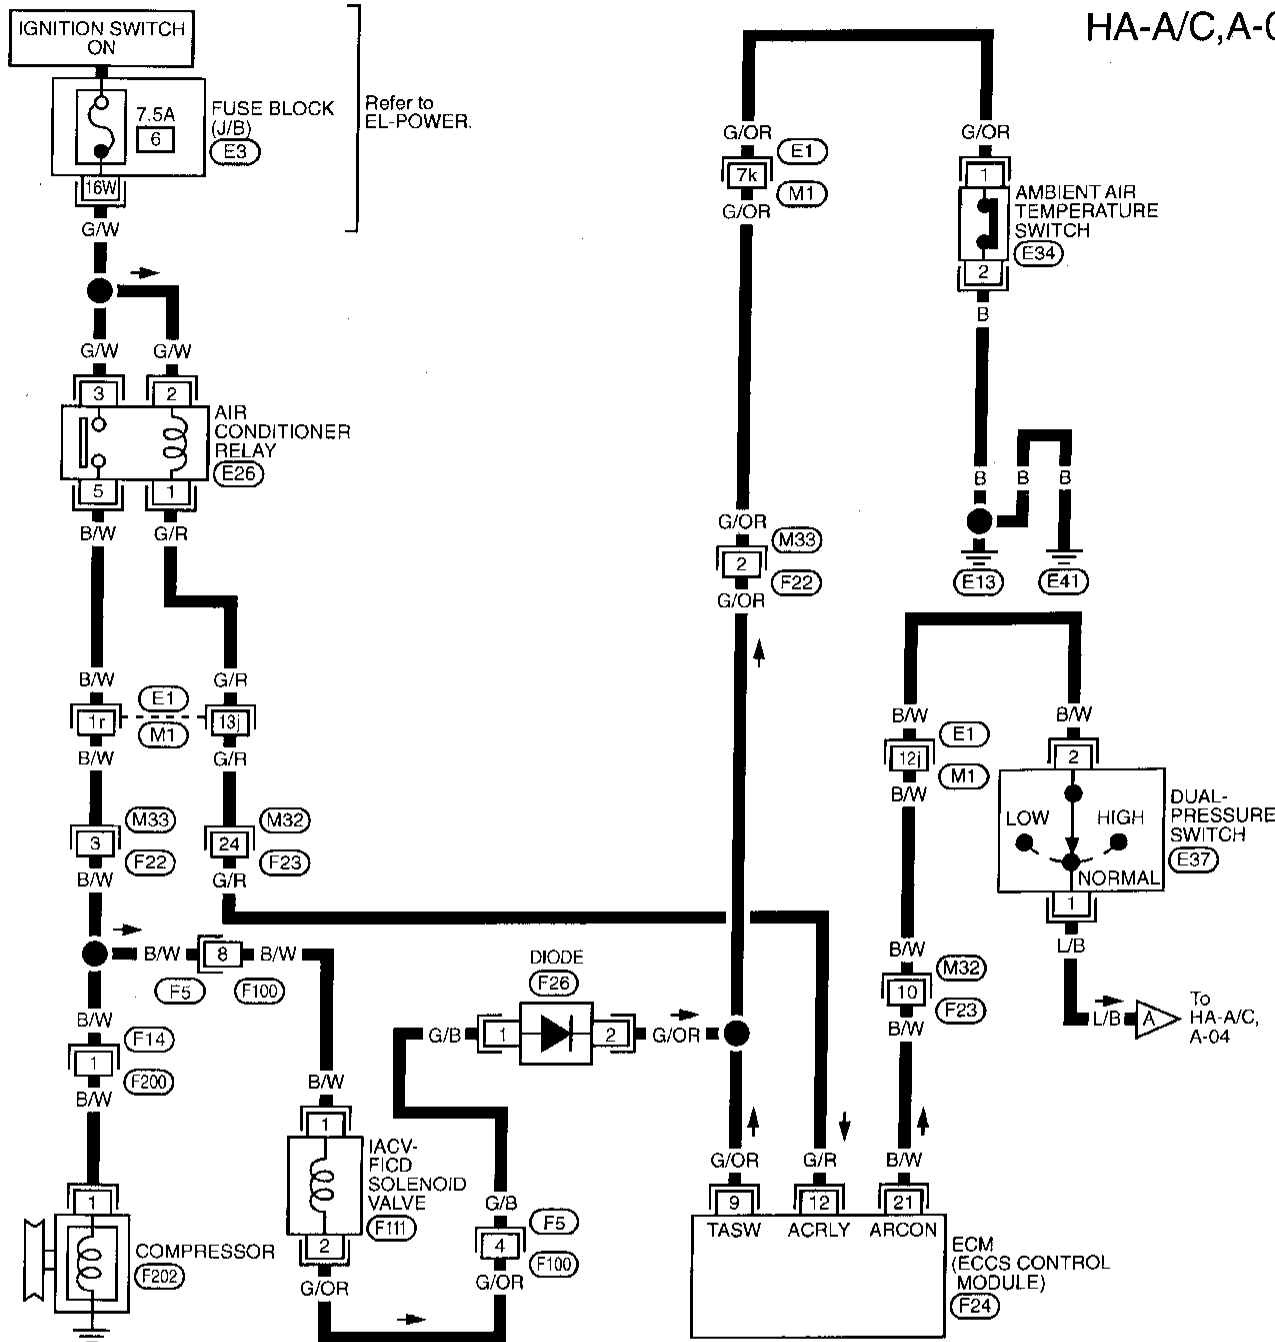 HA-A/C,A-0
IGNITION SWITCH
ON
7.5A
6
FUSE BLOCK
(J/B)
E3
Refer to
EL-POWER.
16W
G/W
G/W
G/W
3
2
AIR
CONDITIONER
RELAY
E26
5
1
B/W
G/R
B/W
G/R
E1
1r
13j
M1
B/W
G/R
M33
M32
3
24
F22
F23
B/W
G/R
B/W
8
B/W
F5
F100
B/W
F14
1
F200
B/W
1
COMPRESSOR
F202
B/W
1
IACV-
FICD
SOLENOID
VALVE
F111
2
G/OR
DIODE
F26
G/B
1
2
G/OR
G/B
F5
4
F100
G/OR
G/OR
E1
7k
M1
G/OR
G/OR
M33
2
F22
G/OR
G/OR
1
AMBIENT AIR
TEMPERATURE
SWITCH
E34
2
B
B
B
B
E13
E41
B/W
B/W
E1
12j
M1
B/W
2
LOW
HIGH
NORMAL
DUAL-
PRESSURE
SWITCH
E37
1
L/B
L/B
A
To
HA-A/C,
A-04
B/W
M32
10
F23
B/W
G/OR
G/R
B/W
9
12
21
TASW
ACRLY
ARCON
ECM
(ECCS CONTROL
MODULE)
F24